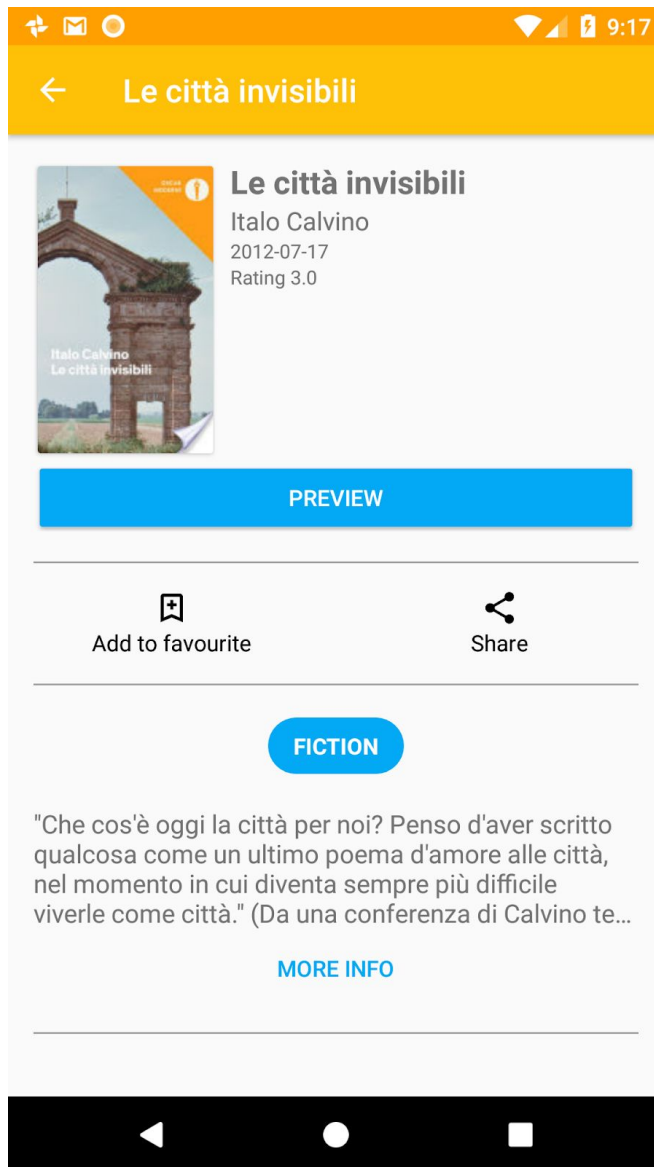 9:17
Le città invisibili
OSCAR
MODERNI
Italo Calvino
Le città invisibili
Le città invisibili
Italo Calvino
2012-07-17
Rating 3.0
PREVIEW
Add to favourite
Share
FICTION
"Che cos'è oggi la città per noi? Penso d'aver scritto
qualcosa come un ultimo poema d'amore alle città,
nel momento in cui diventa sempre più difficile
viverle come città." (Da una conferenza di Calvino te…
MORE INFO